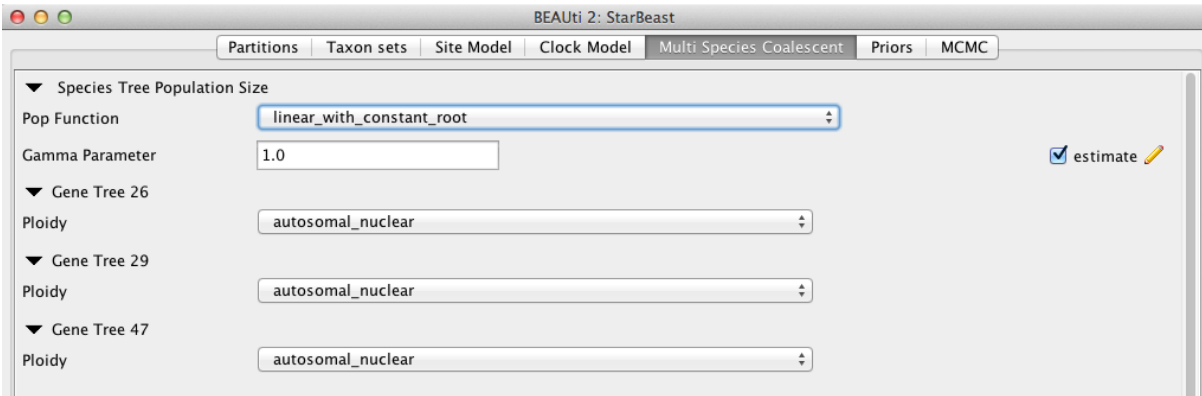 BEAUti 2: StarBeast
Partitions Taxon sets Site Model Clock Model Multi Species Coalescent Priors MCMC
Species Tree Population Size
Pop Function linear_with_constant_root
Gamma Parameter 1.0 estimate
Gene Tree 26
Ploidy autosomal_nuclear
Gene Tree 29
Ploidy autosomal_nuclear
Gene Tree 47
Ploidy autosomal_nuclear